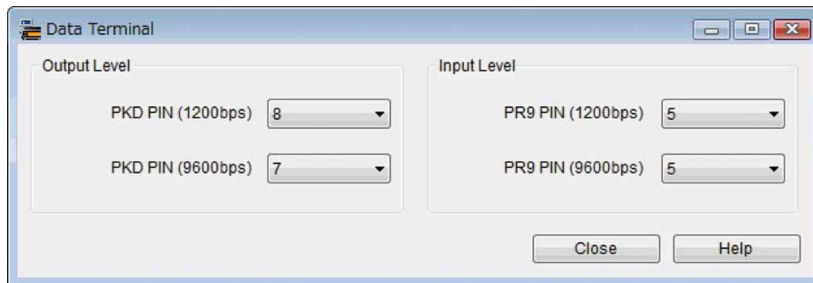 Data Terminal
Output Level
PKD PIN (1200bps) 8
PKD PIN (9600bps) 7
Input Level
PR9 PIN (1200bps) 5
PR9 PIN (9600bps) 5
Close Help